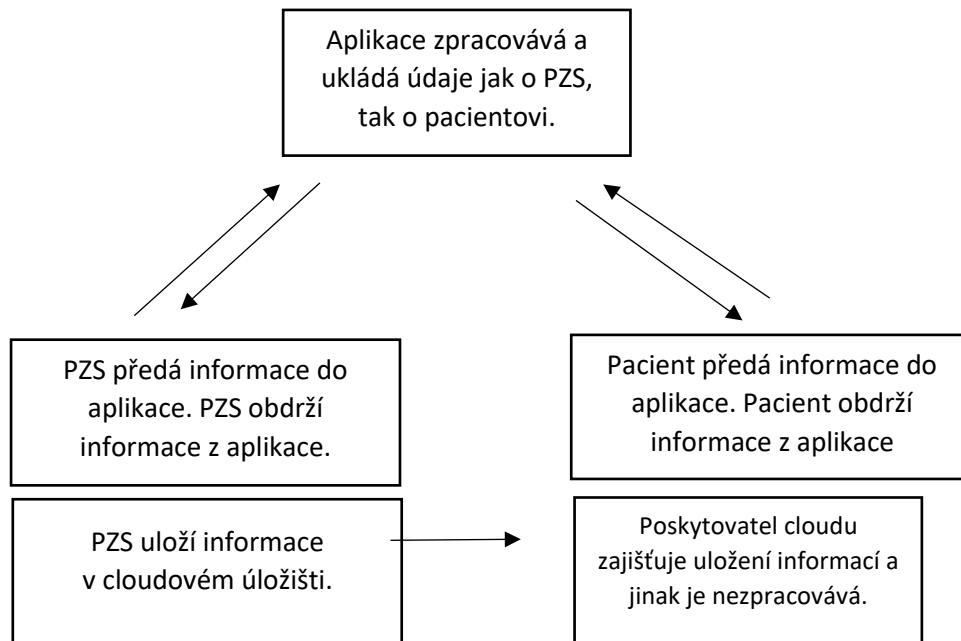 Aplikace zpracovává a
ukládá údaje jak o PZS,
tak o pacientovi.
PZS předá informace do
aplikace. PZS obdrží
informace z aplikace.
Pacient předá informace do
aplikace. Pacient obdrží
informace z aplikace
PZS uloží informace
v cloudovém úložišti.
Poskytovatel cloudu
zajišťuje uložení informací a
jinak je nezpracovává.